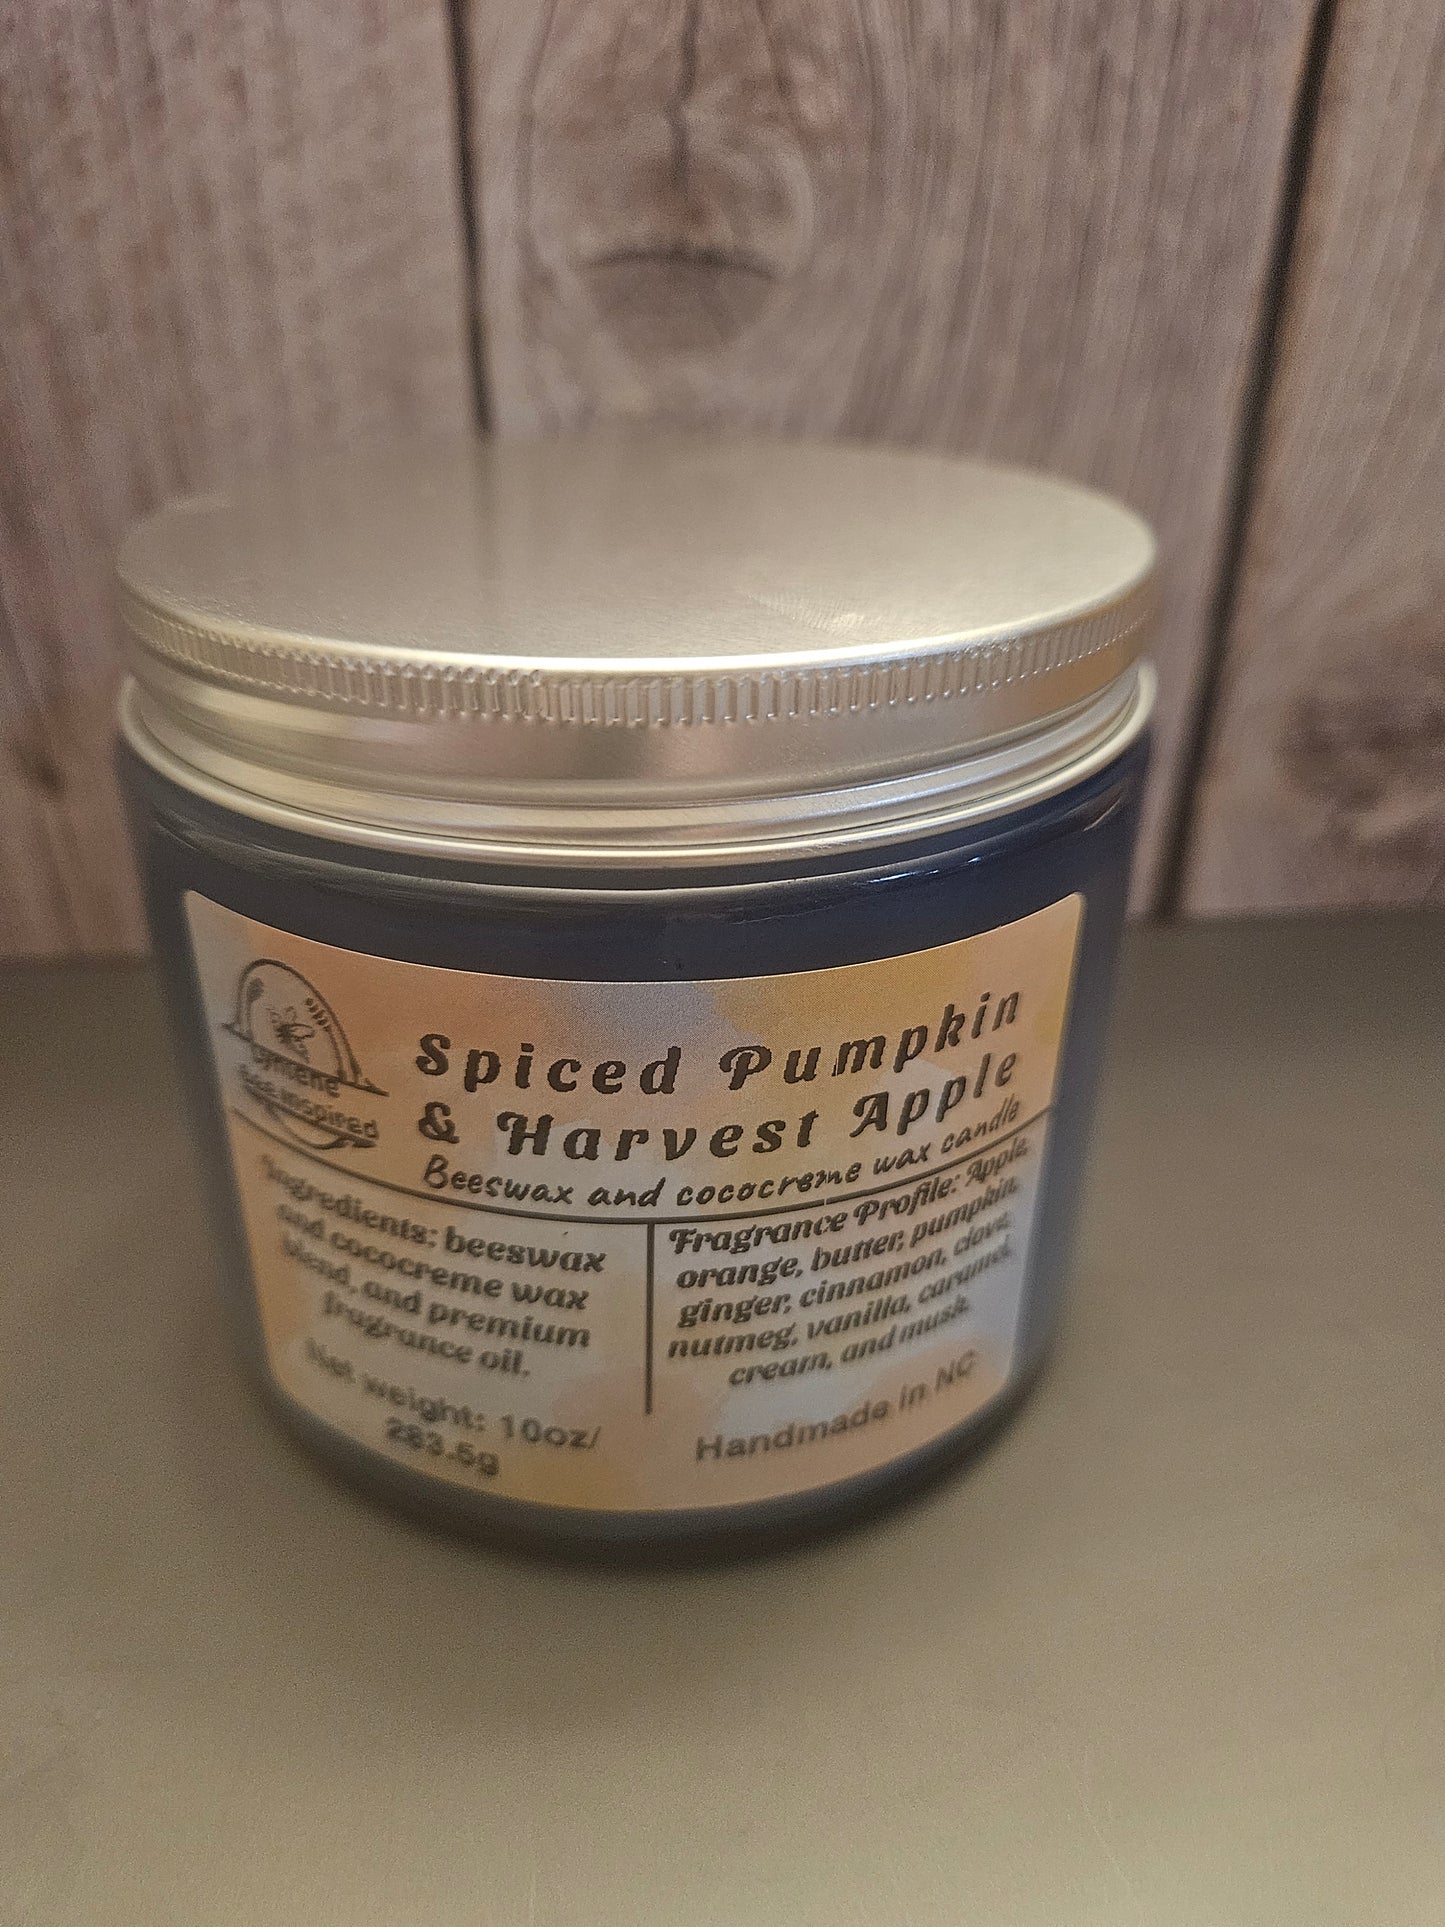 Bee Inspired
Spiced Pumpkin
& Harvest Apple
Beeswax and cococreme wax candle
Ingredients: beeswax
and cococreme wax
blend, and premium
fragrance oil.
Net weight: 10oz/
283.5g
Fragrance Profile: Apple,
orange, butter, pumpkin,
ginger, cinnamon, clove,
nutmeg, vanilla, caramel,
cream, and musk.
Handmade in NC